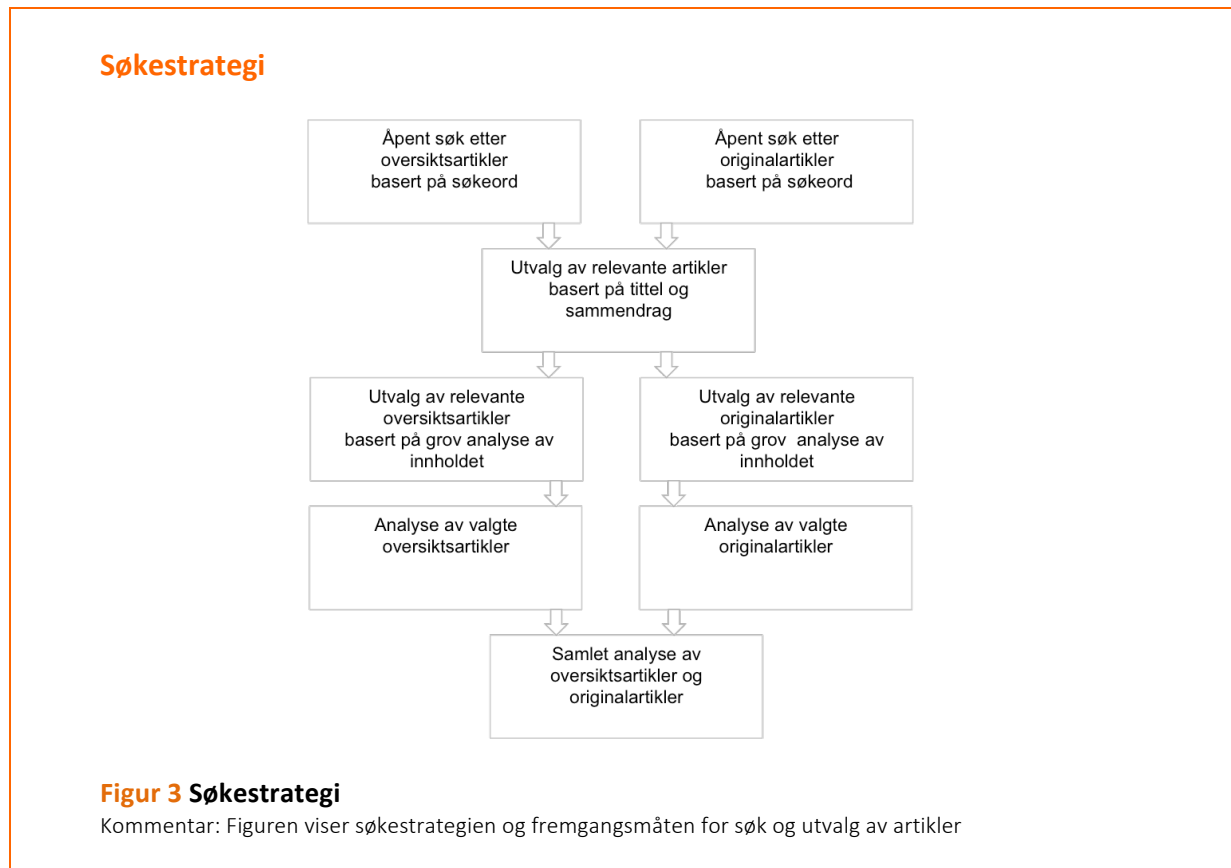 Søkestrategi
Åpent søk etter
oversiktsartikler
basert på søkeord
Åpent søk etter
originalartikler
basert på søkeord
Utvalg av relevante artikler
basert på tittel og
sammendrag
Utvalg av relevante
oversiktsartikler
basert på grov analyse av
innholdet
Utvalg av relevante
originalartikler
basert på grov  analyse av
innholdet
Analyse av valgte
oversiktsartikler
Analyse av valgte
originalartikler
Samlet analyse av
oversiktsartikler og
originalartikler
Figur 3 Søkestrategi
Kommentar: Figuren viser søkestrategien og fremgangsmåten for søk og utvalg av artikler